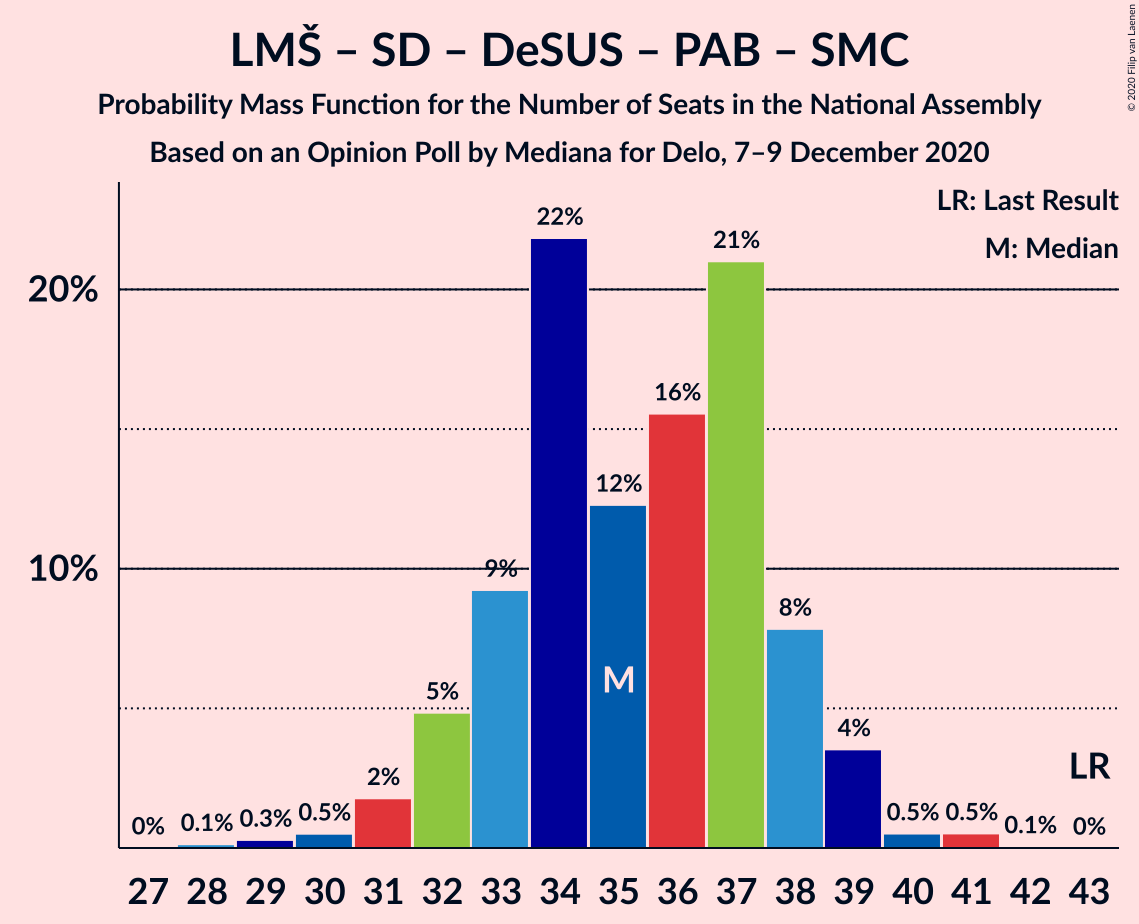 LMŠ – SD – DeSUS – PAB – SMC
Probability Mass Function for the Number of Seats in the National Assembly
Based on an Opinion Poll by Mediana for Delo, 7–9 December 2020
© 2020 Filip van Laenen
LR: Last Result
M: Median
20%
10%
0% 0.1% 0.3% 0.5% 2% 5% 9% 22% 12% 16% 21% 8% 4% 0.5% 0.5% 0.1% 0%
M
LR
27 28 29 30 31 32 33 34 35 36 37 38 39 40 41 42 43